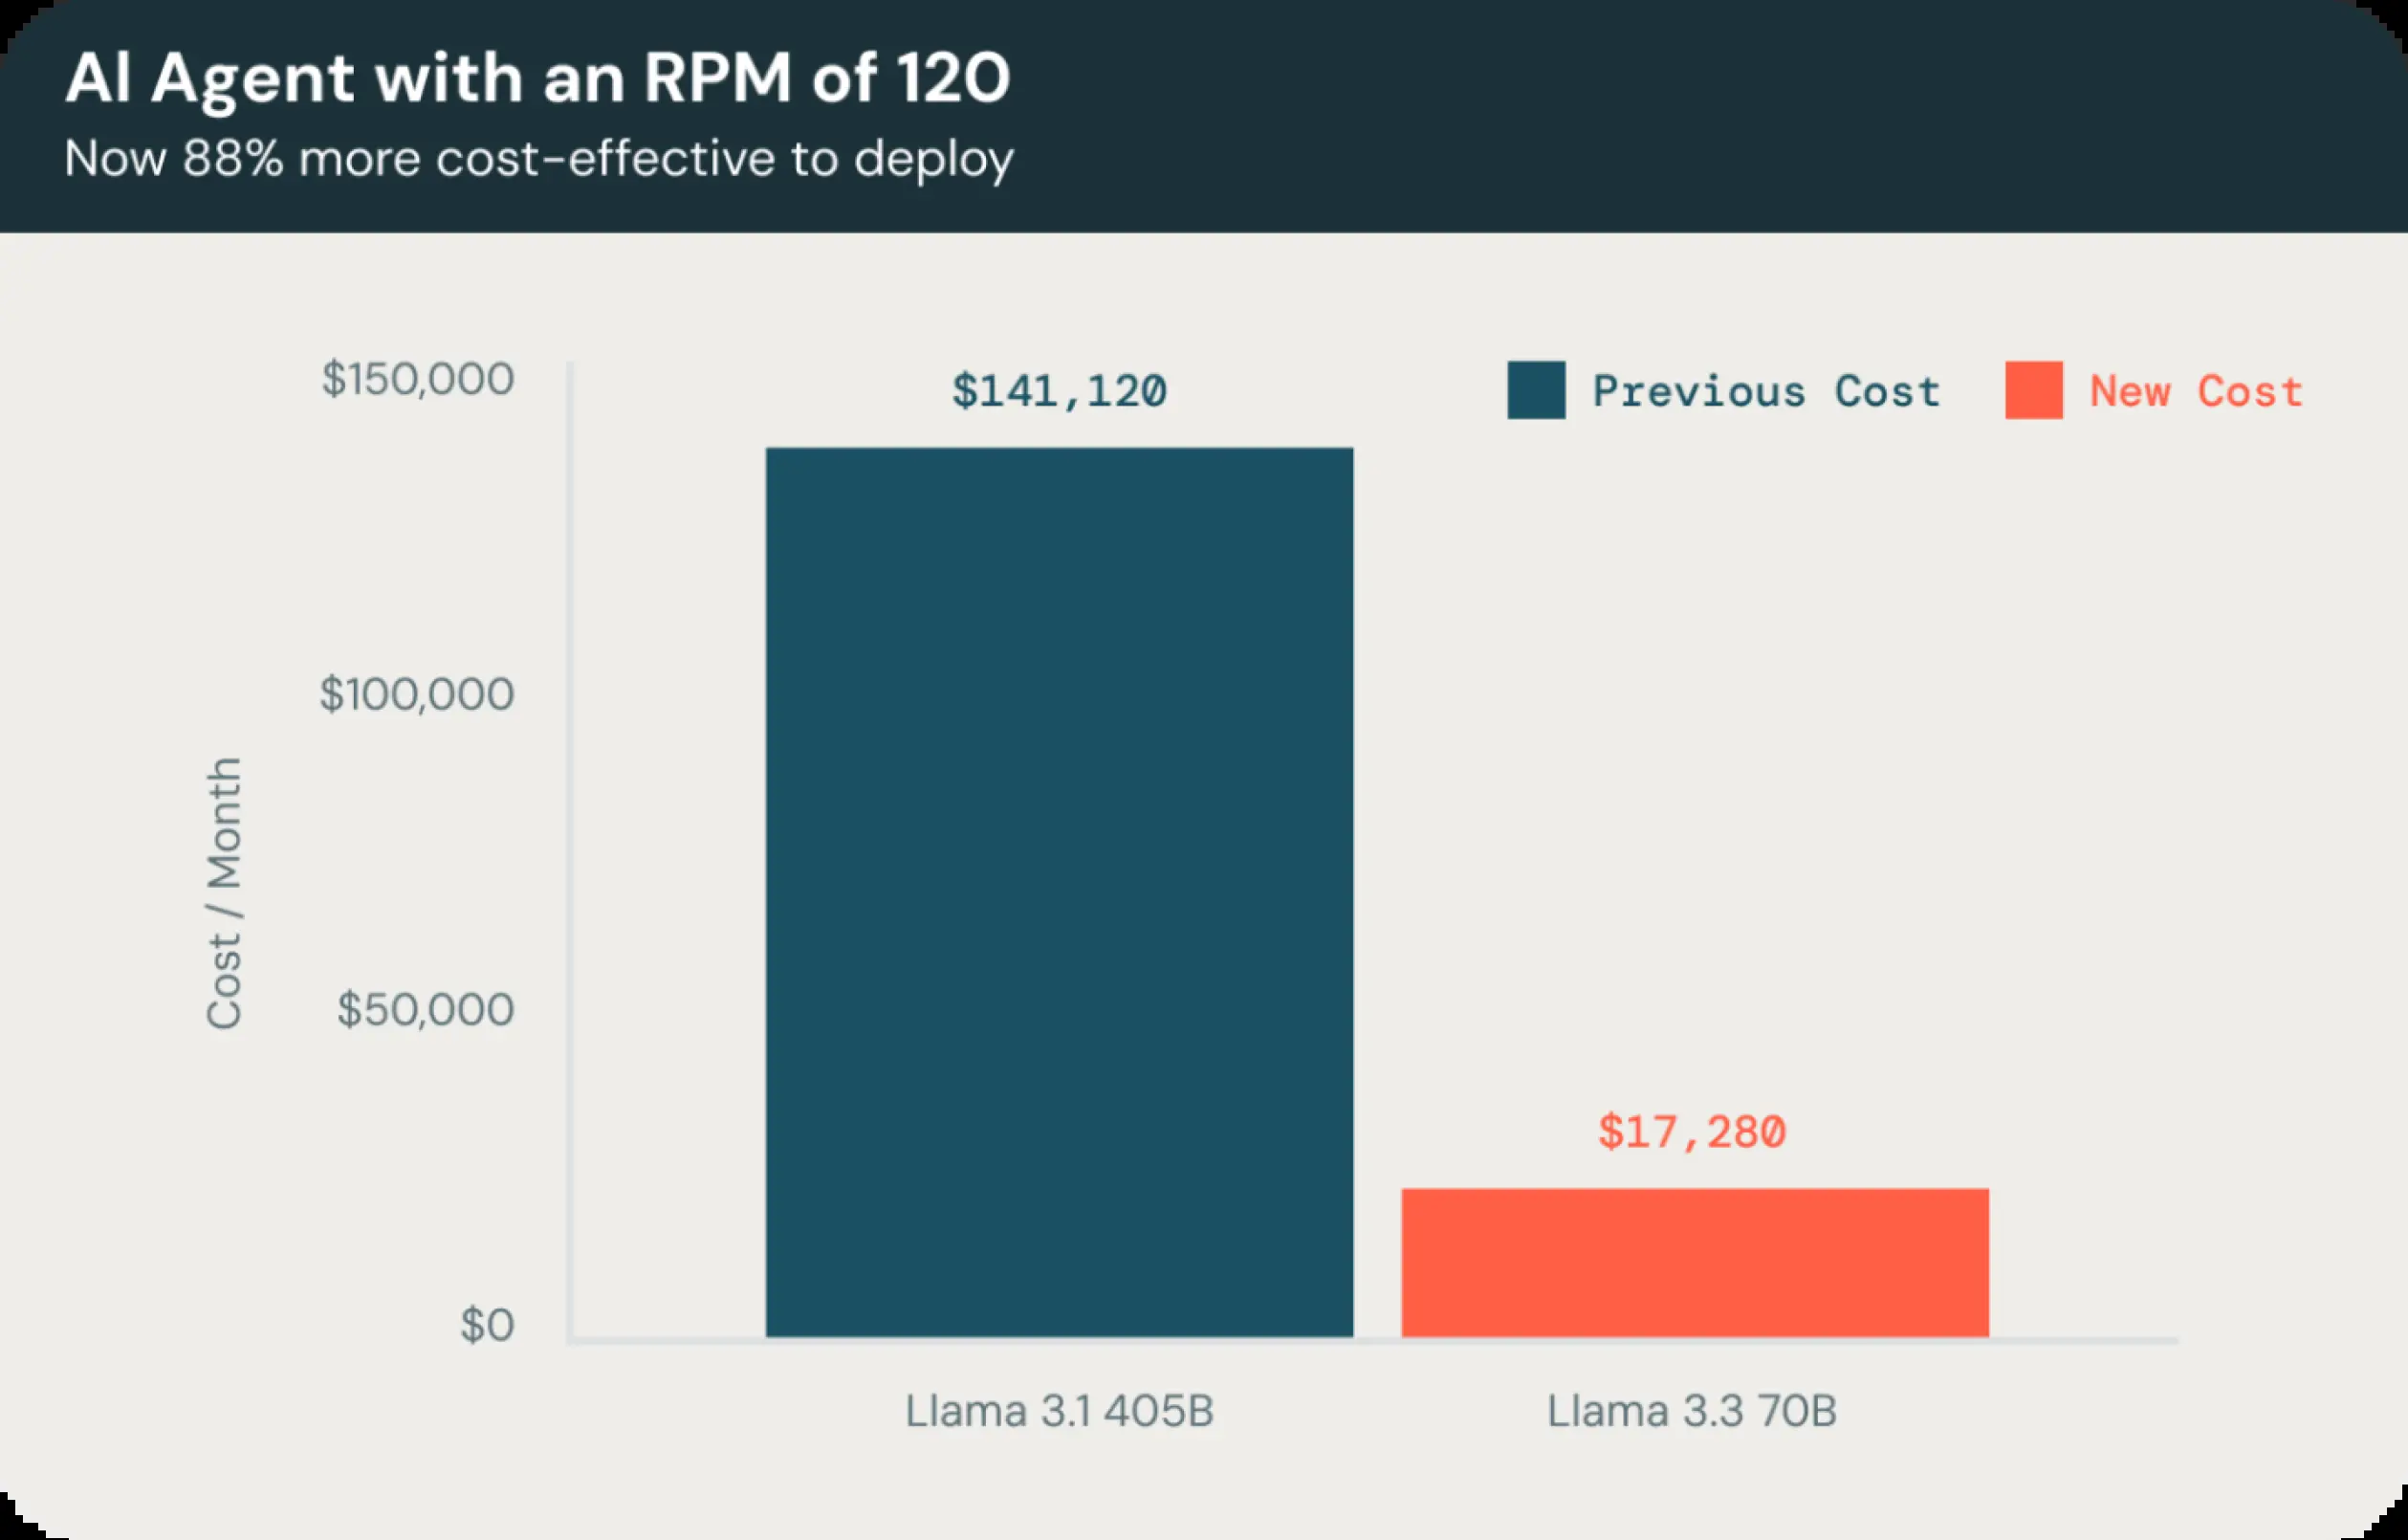 AI Agent with an RPM of 120
Now 88% more cost-effective to deploy
Previous Cost
New Cost
$150,000
$100,000
$50,000
$0
Cost / Month
$141,120
$17,280
Llama 3.1 405B
Llama 3.3 70B